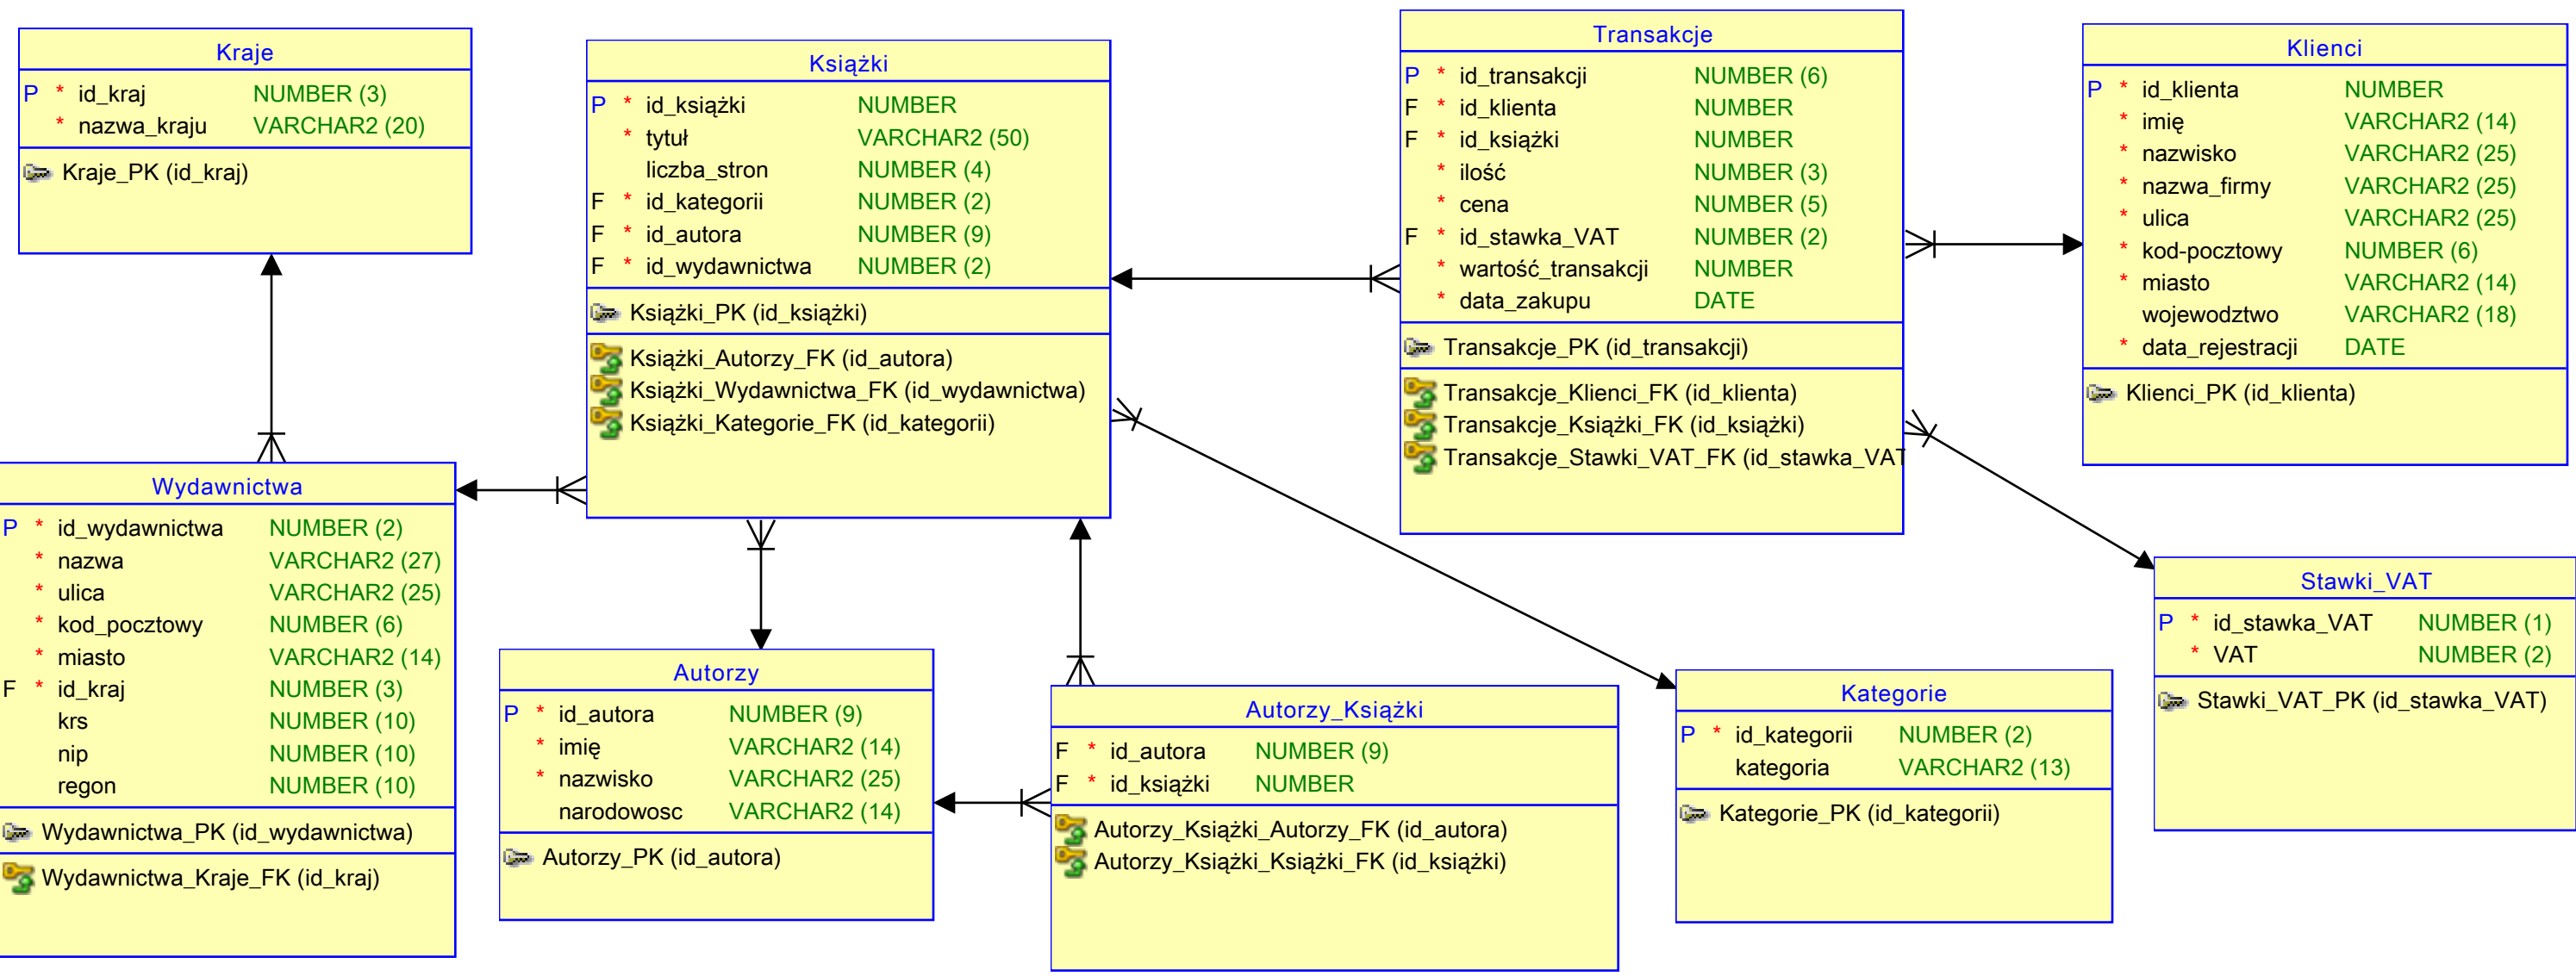 Kraje
P * id_kraj NUMBER (3)
* nazwa_kraju VARCHAR2 (20)
Kraje_PK (id_kraj)
Książki
P * id_książki NUMBER
* tytuł VARCHAR2 (50)
liczba_stron NUMBER (4)
F * id_kategorii NUMBER (2)
F * id_autora NUMBER (9)
F * id_wydawnictwa NUMBER (2)
Książki_PK (id_książki)
Książki_Autorzy_FK (id_autora)
Książki_Wydawnictwa_FK (id_wydawnictwa)
Książki_Kategorie_FK (id_kategorii)
Transakcje
P * id_transakcji NUMBER (6)
F * id_klienta NUMBER
F * id_książki NUMBER
* ilość NUMBER (3)
* cena NUMBER (5)
F * id_stawka_VAT NUMBER (2)
* wartość_transakcji NUMBER
* data_zakupu DATE
Transakcje_PK (id_transakcji)
Transakcje_Klienci_FK (id_klienta)
Transakcje_Książki_FK (id_książki)
Transakcje_Stawki_VAT_FK (id_stawka_VAT
Klienci
P * id_klienta NUMBER
* imię VARCHAR2 (14)
* nazwisko VARCHAR2 (25)
* nazwa_firmy VARCHAR2 (25)
* ulica VARCHAR2 (25)
* kod-pocztowy NUMBER (6)
* miasto VARCHAR2 (14)
wojewodztwo VARCHAR2 (18)
* data_rejestracji DATE
Klienci_PK (id_klienta)
Wydawnictwa
P * id_wydawnictwa NUMBER (2)
* nazwa VARCHAR2 (27)
* ulica VARCHAR2 (25)
* kod_pocztowy NUMBER (6)
* miasto VARCHAR2 (14)
F * id_kraj NUMBER (3)
krs NUMBER (10)
nip NUMBER (10)
regon NUMBER (10)
Wydawnictwa_PK (id_wydawnictwa)
Wydawnictwa_Kraje_FK (id_kraj)
Autorzy
P * id_autora NUMBER (9)
* imię VARCHAR2 (14)
* nazwisko VARCHAR2 (25)
narodowosc VARCHAR2 (14)
Autorzy_PK (id_autora)
Autorzy_Książki
F * id_autora NUMBER (9)
F * id_książki NUMBER
Autorzy_Książki_Autorzy_FK (id_autora)
Autorzy_Książki_Książki_FK (id_książki)
Kategorie
P * id_kategorii NUMBER (2)
kategoria VARCHAR2 (13)
Kategorie_PK (id_kategorii)
Stawki_VAT
P * id_stawka_VAT NUMBER (1)
* VAT NUMBER (2)
Stawki_VAT_PK (id_stawka_VAT)